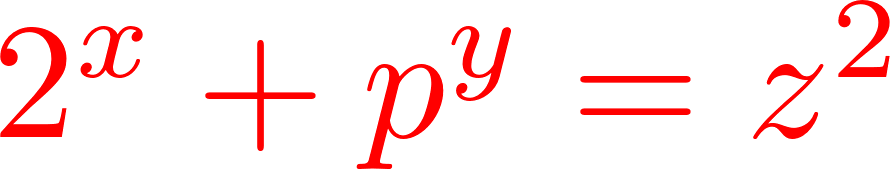 2^x + p^y = z^2